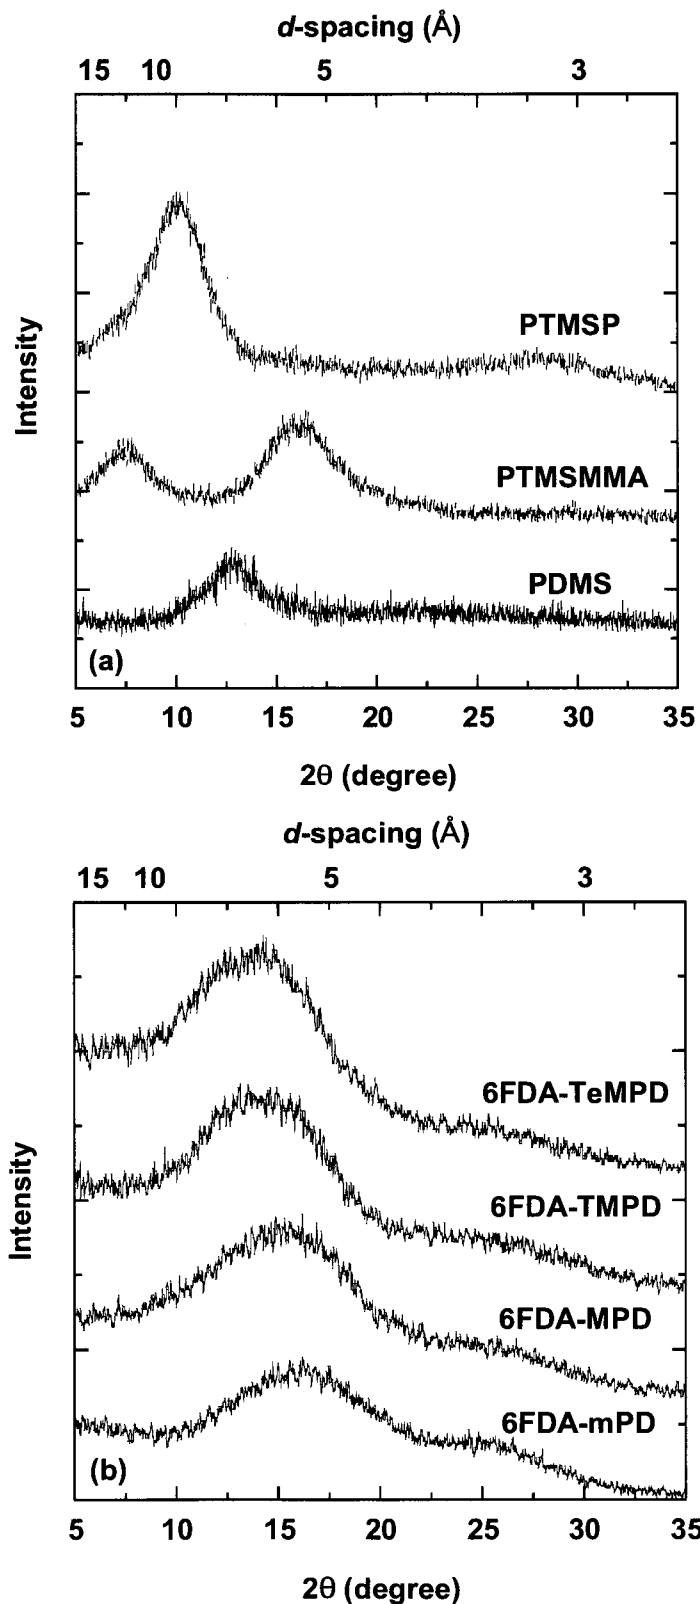 d-spacing (Å)
15 10 5 3
Intensity
PTMSP
PTMSMMA
PDMS
(a)
5 10 15 20 25 30 35
2θ (degree)
d-spacing (Å)
15 10 5 3
Intensity
6FDA-TeMPD
6FDA-TMPD
6FDA-MPD
6FDA-mPD
(b)
5 10 15 20 25 30 35
2θ (degree)